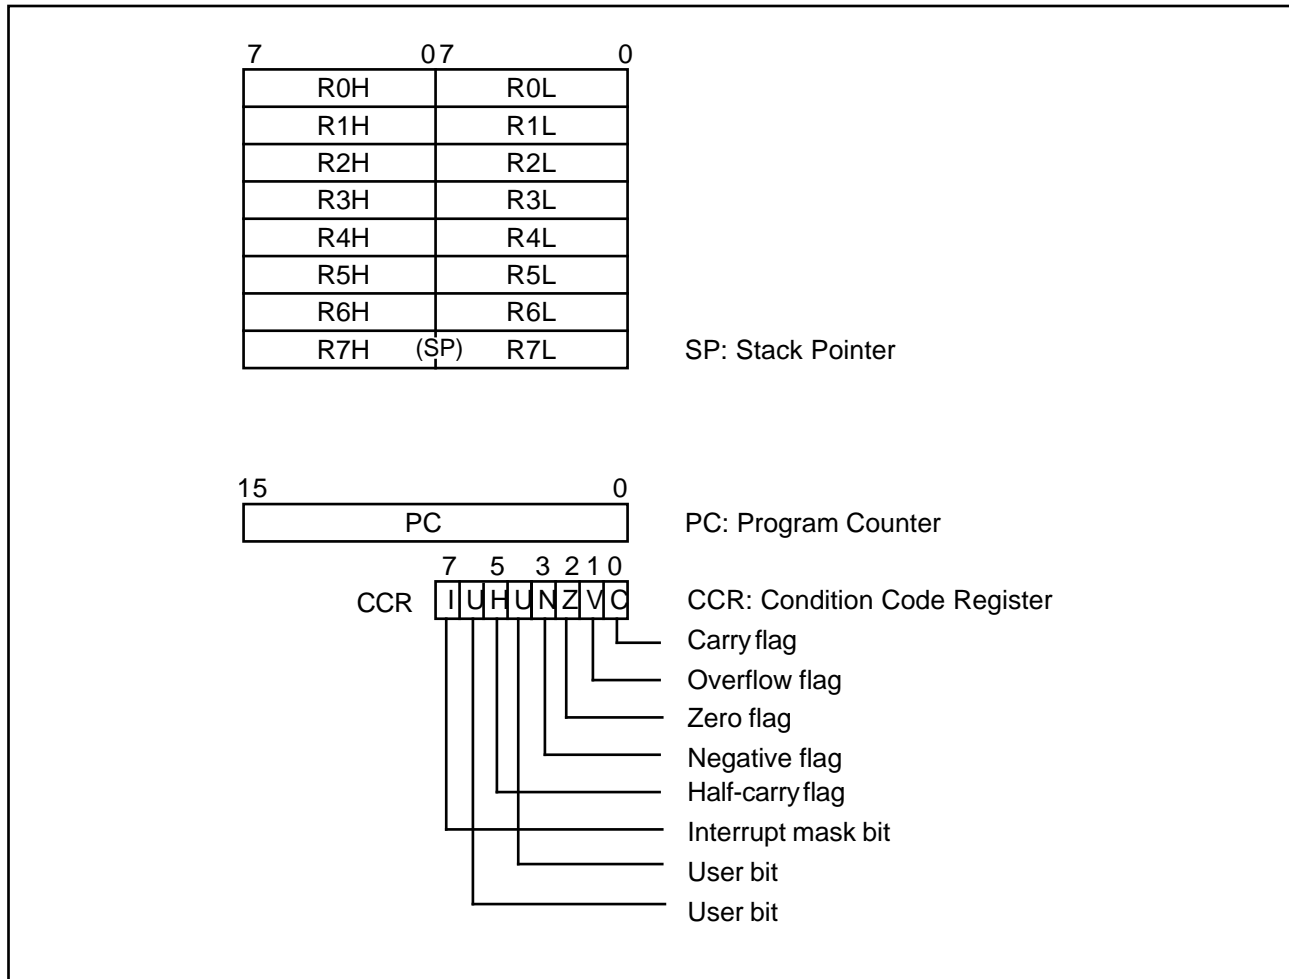 7 0 7 0
R0H R0L
R1H R1L
R2H R2L
R3H R3L
R4H R4L
R5H R5L
R6H R6L
R7H (SP) R7L SP: Stack Pointer
15 0
PC PC: Program Counter
7 5 3 2 1 0
CCR I U H U N Z V C CCR: Condition Code Register
Carry flag
Overflow flag
Zero flag
Negative flag
Half-carry flag
Interrupt mask bit
User bit
User bit